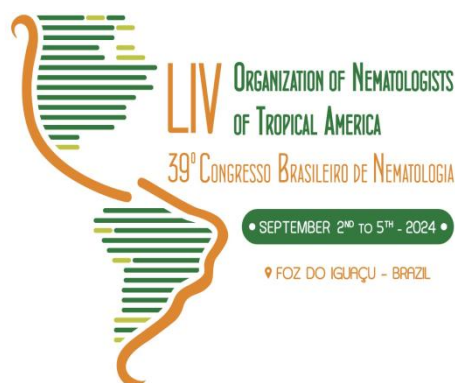 LIV
ORGANIZATION OF NEMATOLOGISTS
OF TROPICAL AMERICA
39º CONGRESSO BRASILEIRO DE NEMATOLOGIA
• SEPTEMBER 2ND TO 5TH - 2024 •
FOZ DO IGUAÇU - BRAZIL